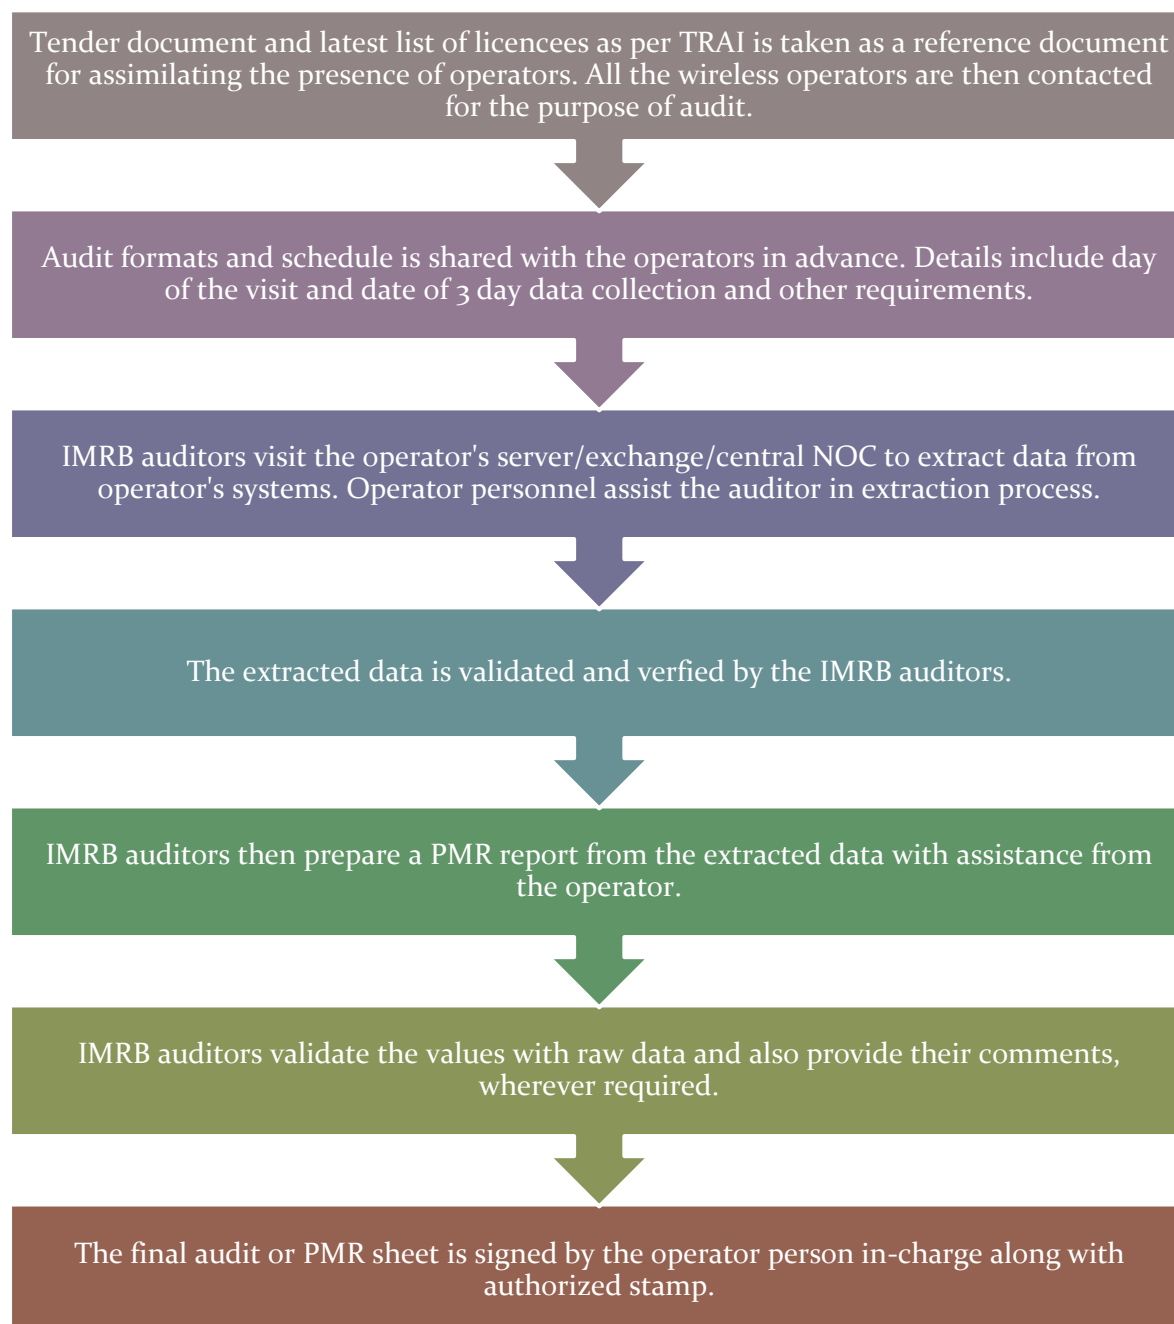 Tender document and latest list of licencees as per TRAI is taken as a reference document
for assimilating the presence of operators. All the wireless operators are then contacted
for the purpose of audit.
Audit formats and schedule is shared with the operators in advance. Details include day
of the visit and date of 3 day data collection and other requirements.
IMRB auditors visit the operator's server/exchange/central NOC to extract data from
operator's systems. Operator personnel assist the auditor in extraction process.
The extracted data is validated and verfied by the IMRB auditors.
IMRB auditors then prepare a PMR report from the extracted data with assistance from
the operator.
IMRB auditors validate the values with raw data and also provide their comments,
wherever required.
The final audit or PMR sheet is signed by the operator person in-charge along with
authorized stamp.